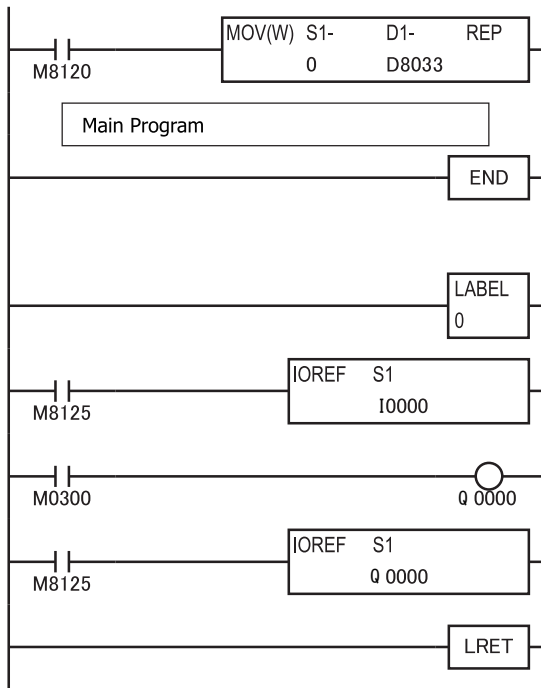 MOV(W) S1- D1- REP
0 D8033
M8120
Main Program
END
LABEL
0
IOREF S1
I0000
M8125
M0300
Q 0000
IOREF S1
Q 0000
M8125
LRET